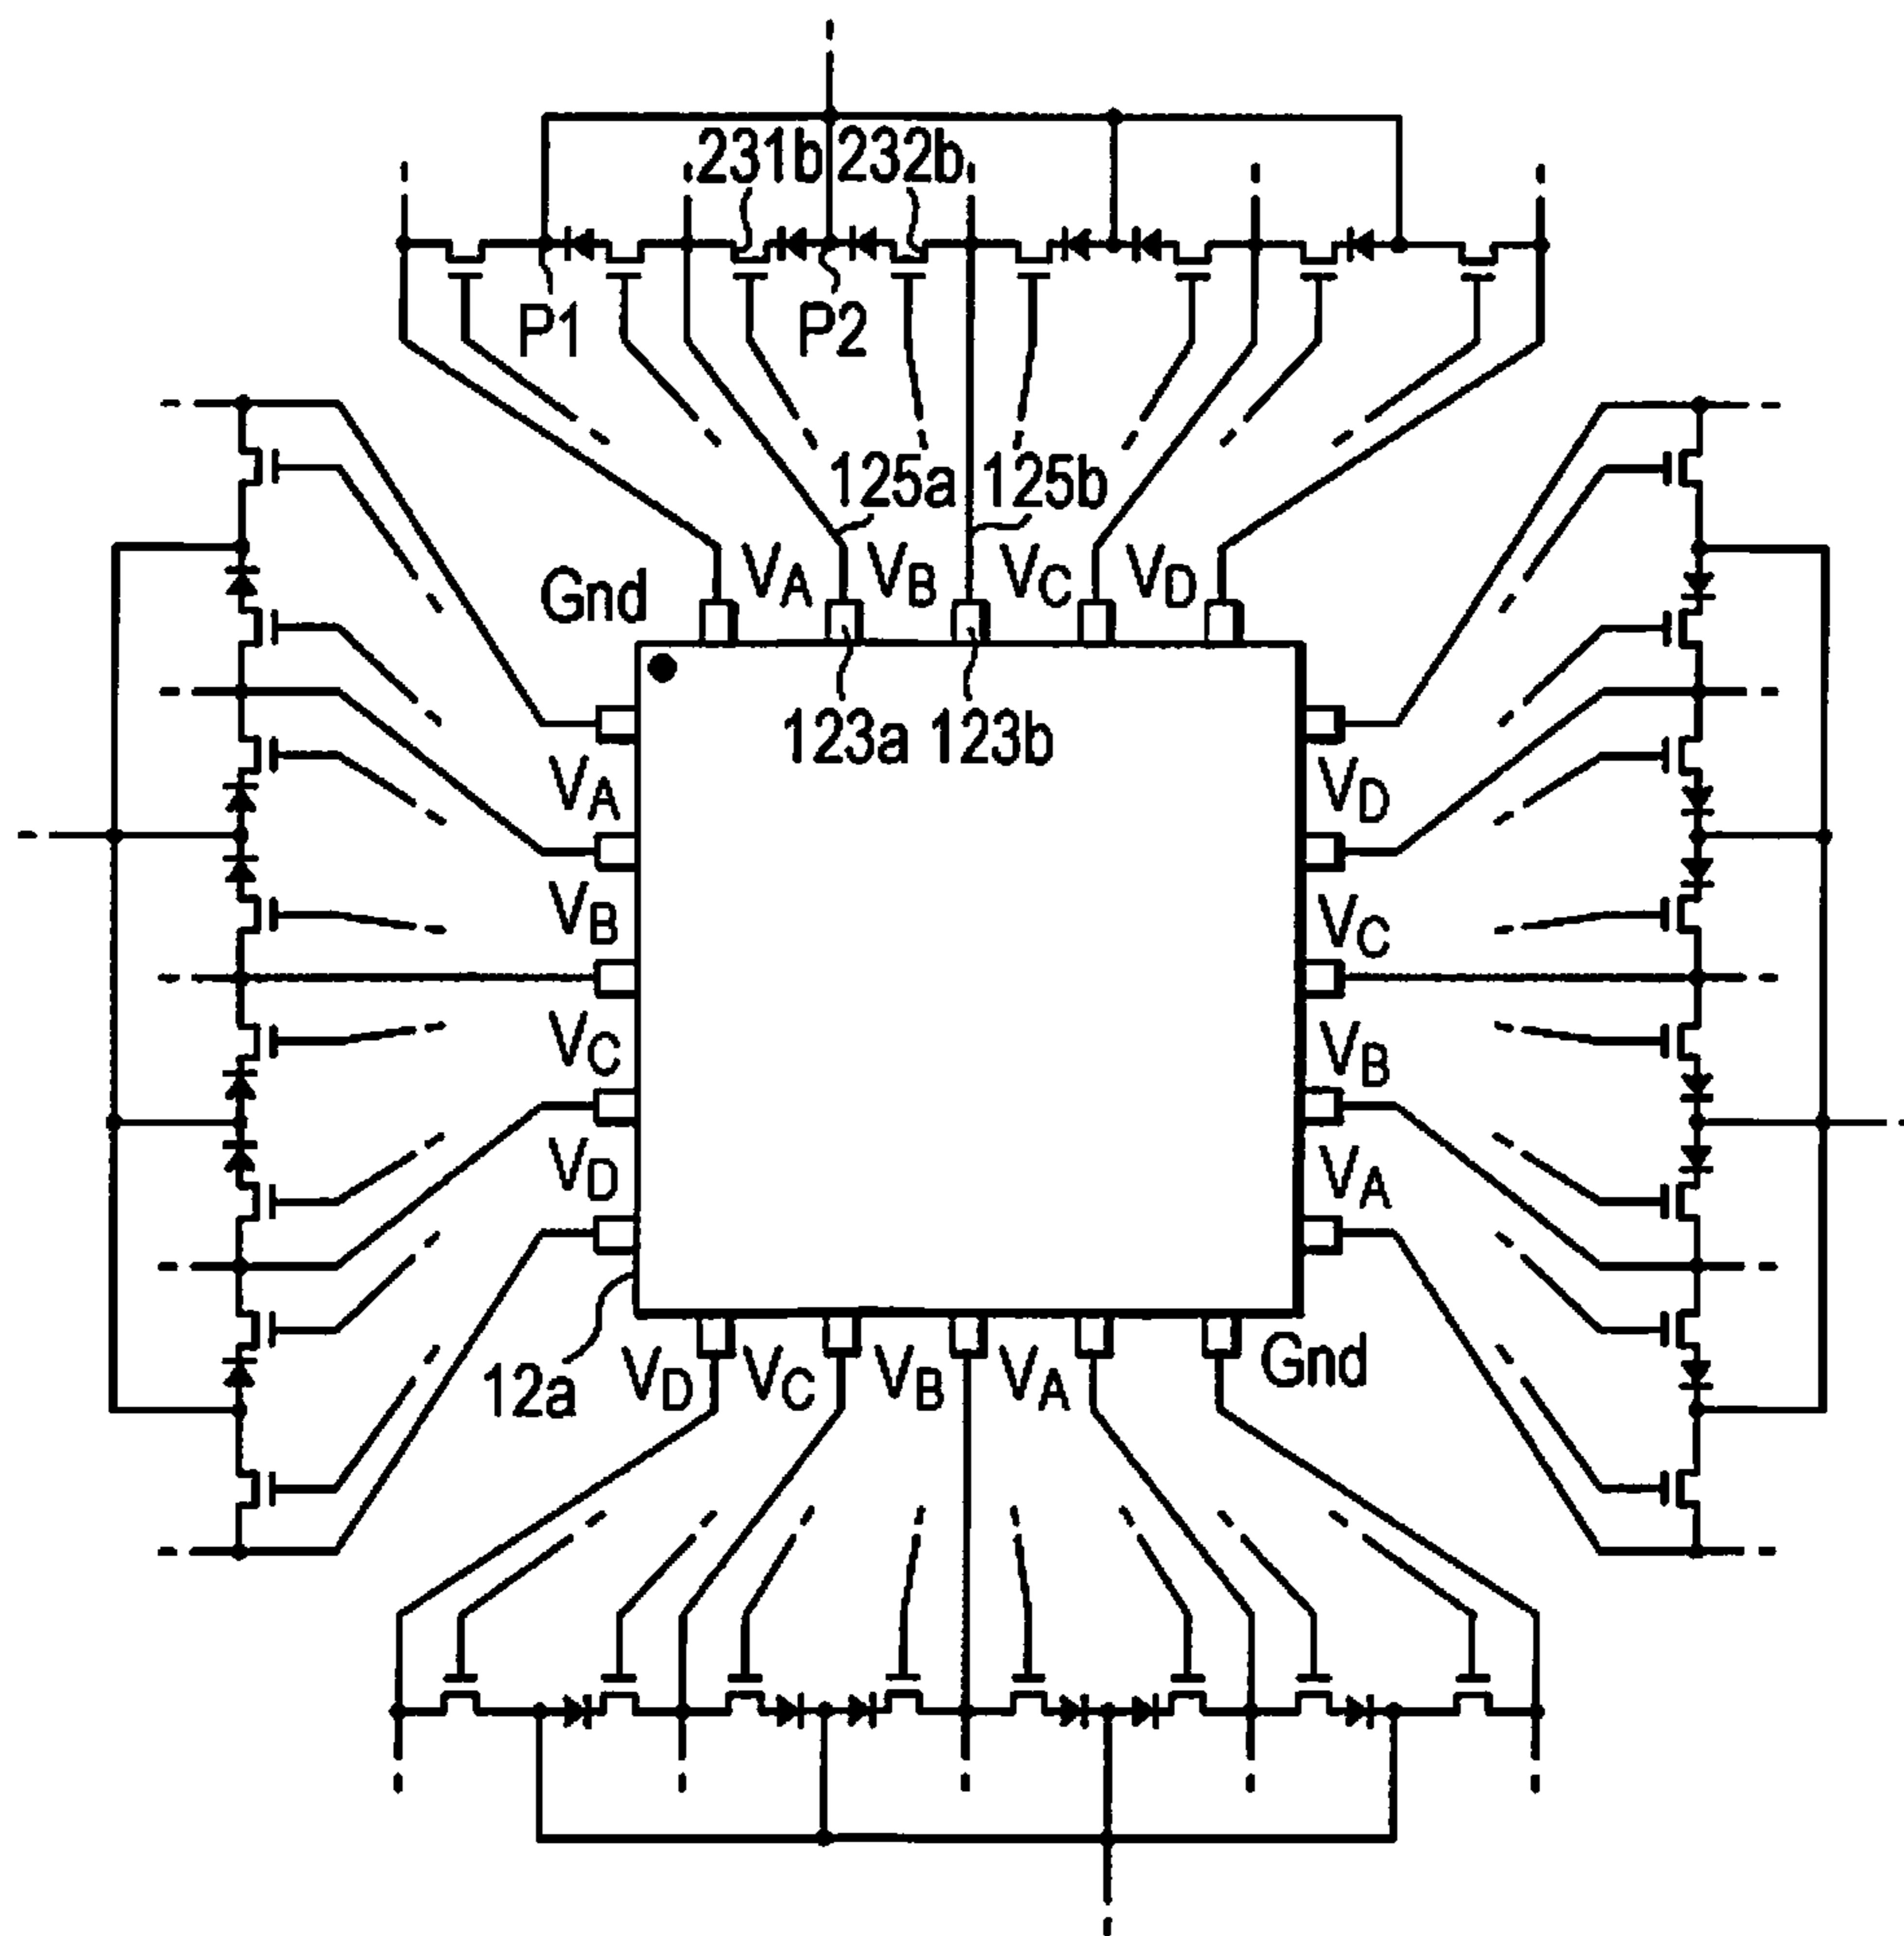 231b 232b
P1 P2
125a 125b
Gnd VA VB VC VD
123a 123b
VA VD
VB VC
VC VB
VD VA
12a VD VC VB VA Gnd